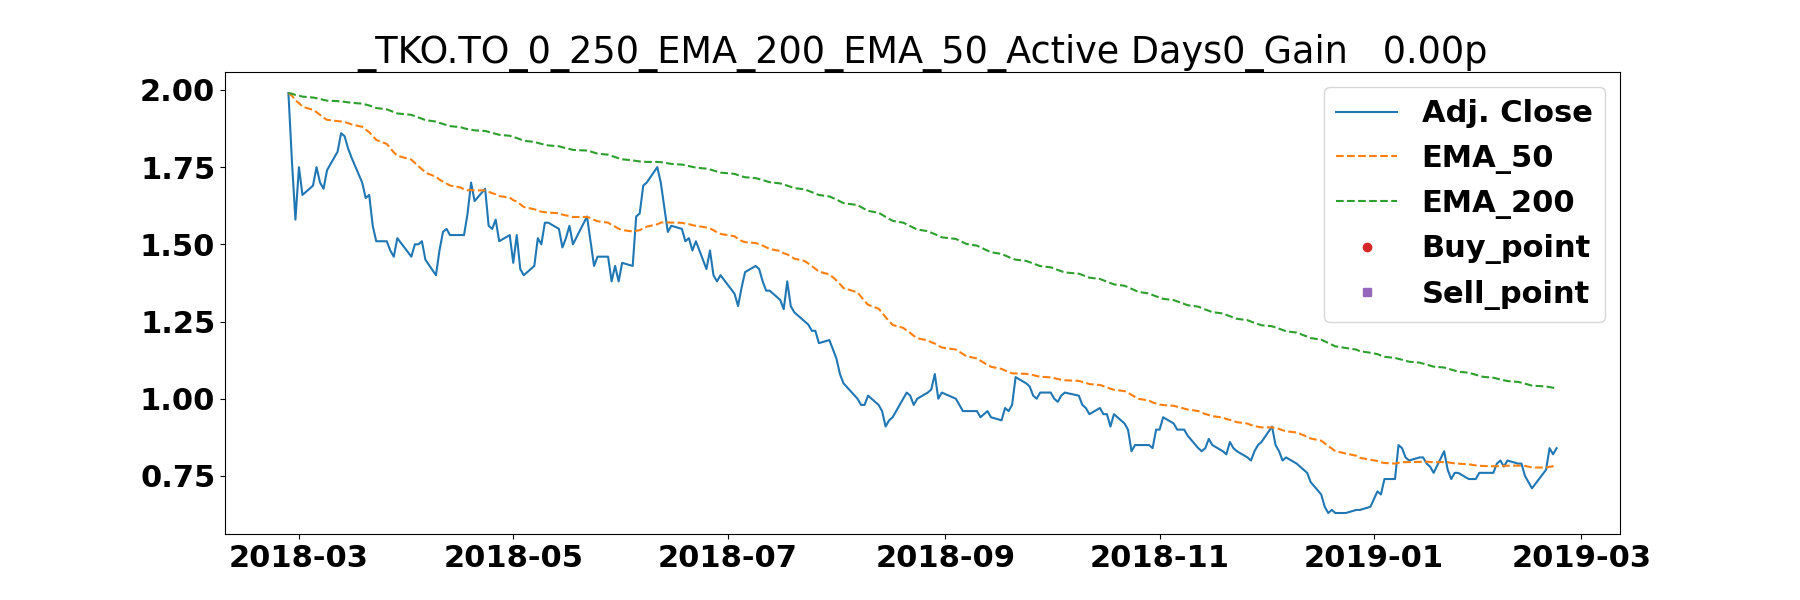 _TKO.TO_0_250_EMA_200_EMA_50_Active Days0_Gain   0.00p
2.00
1.75
1.50
1.25
1.00
0.75
Adj. Close
EMA_50
EMA_200
Buy_point
Sell_point
2018-03 2018-05 2018-07 2018-09 2018-11 2019-01 2019-03